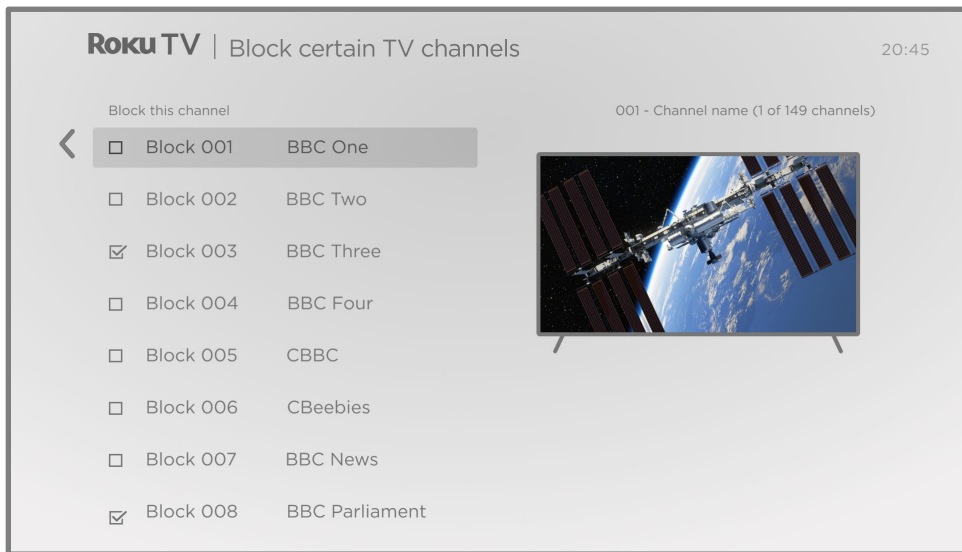 Roku TV | Block certain TV channels
20:45
Block this channel
001 - Channel name (1 of 149 channels)
Block 001 BBC One
Block 002 BBC Two
Block 003 BBC Three
Block 004 BBC Four
Block 005 CBBC
Block 006 CBeebies
Block 007 BBC News
Block 008 BBC Parliament